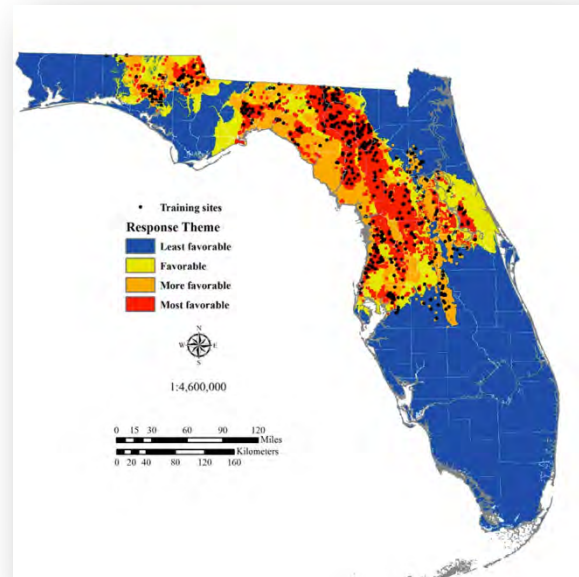 Training sites
Response Theme
Least favorable
Favorable
More favorable
Most favorable
N
W E
S
1:4,600,000
0 15 30 60 90 120
Miles
Kilometers
0 20 40 80 120 160